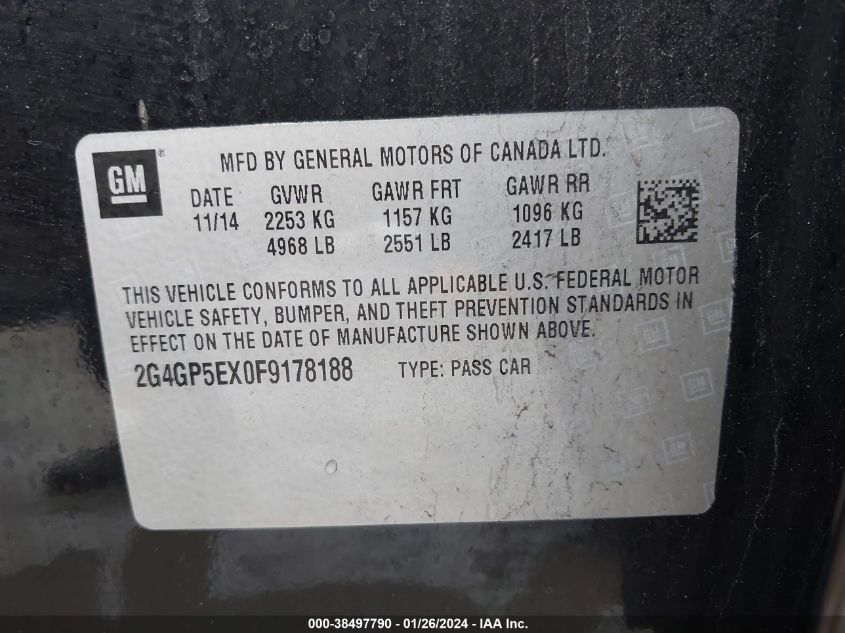 GM ®
MFD BY GENERAL MOTORS OF CANADA LTD.
DATE GVWR GAWR FRT GAWR RR
11/14 2253 KG 1157 KG 1096 KG
4968 LB 2551 LB 2417 LB
THIS VEHICLE CONFORMS TO ALL APPLICABLE U.S. FEDERAL MOTOR
VEHICLE SAFETY, BUMPER, AND THEFT PREVENTION STANDARDS IN
EFFECT ON THE DATE OF MANUFACTURE SHOWN ABOVE.
2G4GP5EX0F9178188 TYPE: PASS CAR
000-38497790 - 01/26/2024 - IAA Inc.